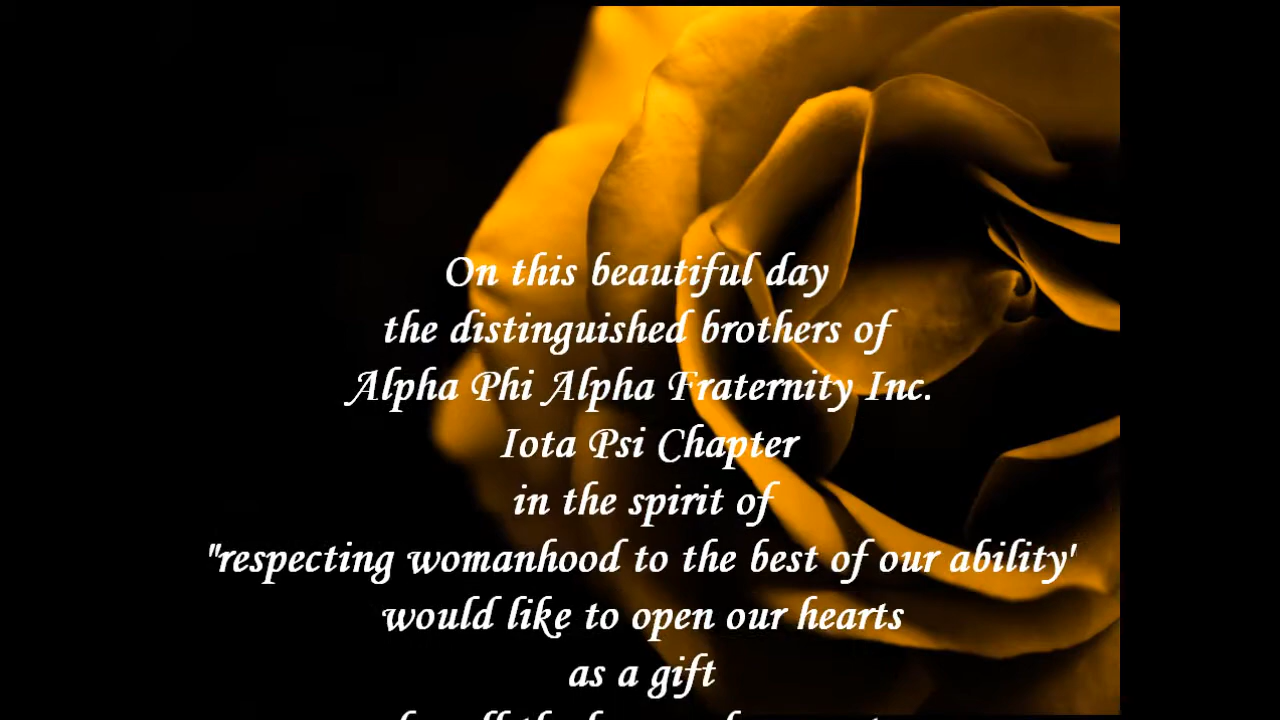 On this beautiful day
the distinguished brothers of
Alpha Phi Alpha Fraternity Inc.
Iota Psi Chapter
in the spirit of
"respecting womanhood to the best of our ability'
would like to open our hearts
as a gift